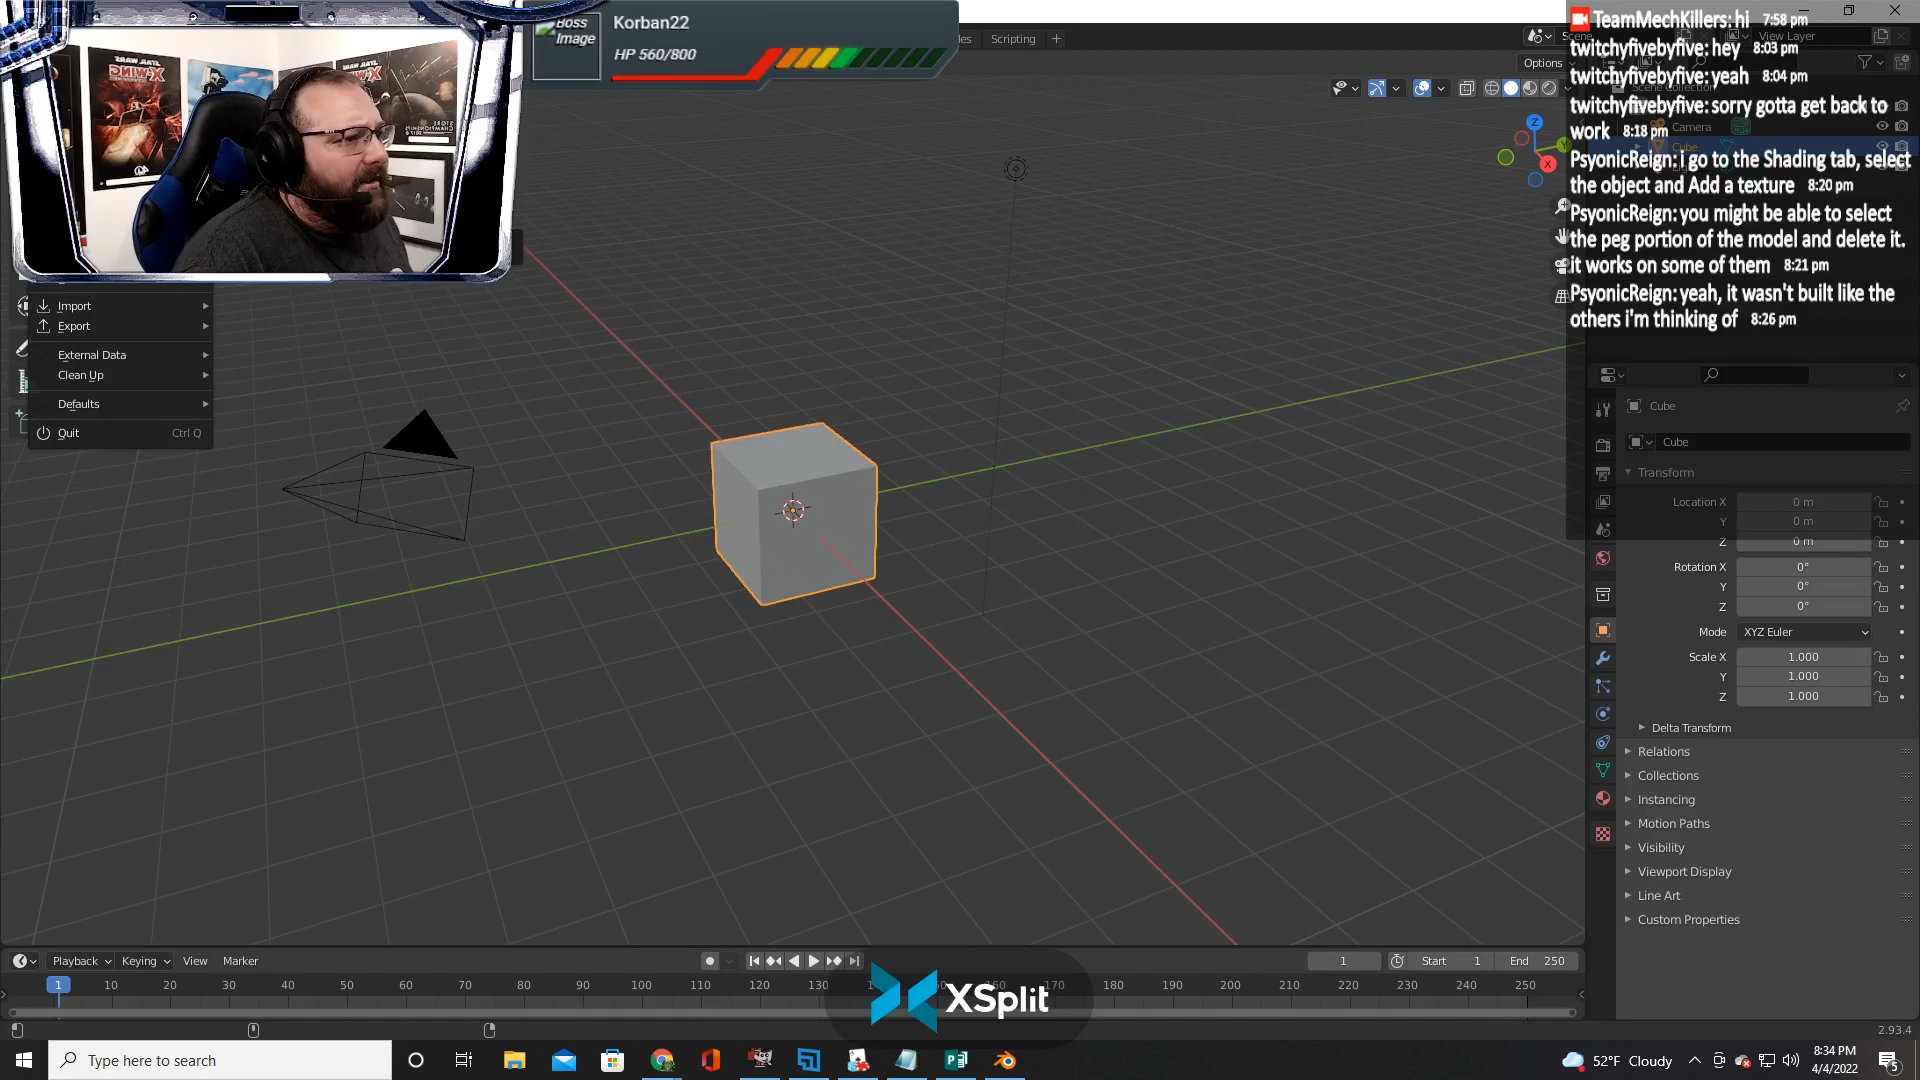 Boss
Image
Korban22
HP 560/800
Scripting
View Layer
Options
TeamMechKillers: hi 7:58 pm
twitchyfivebyfive: hey 8:03 pm
twitchyfivebyfive: yeah 8:04 pm
twitchyfivebyfive: sorry gotta get back to
work 8:18 pm
PsyonicReign: i go to the Shading tab, select
the object and Add a texture 8:20 pm
PsyonicReign: you might be able to select
the peg portion of the model and delete it.
it works on some of them 8:21 pm
PsyonicReign: yeah, it wasn't built like the
others i'm thinking of 8:26 pm
Camera
Cube
Z
X
Import
Export
External Data
Clean Up
Defaults
Quit Ctrl Q
Cube
Cube
Transform
Location X 0 m
Y 0 m
Z 0 m
Rotation X 0°
Y 0°
Z 0°
Mode XYZ Euler
Scale X 1.000
Y 1.000
Z 1.000
Delta Transform
Relations
Collections
Instancing
Motion Paths
Visibility
Viewport Display
Line Art
Custom Properties
Playback Keying View Marker
1 Start 1 End 250
1 10 20 30 40 50 60 70 80 90 100 110 120 130 150 160 170 180 190 200 210 220 230 240 250
XSplit
2.93.4
Type here to search
52°F Cloudy
8:34 PM
4/4/2022
5